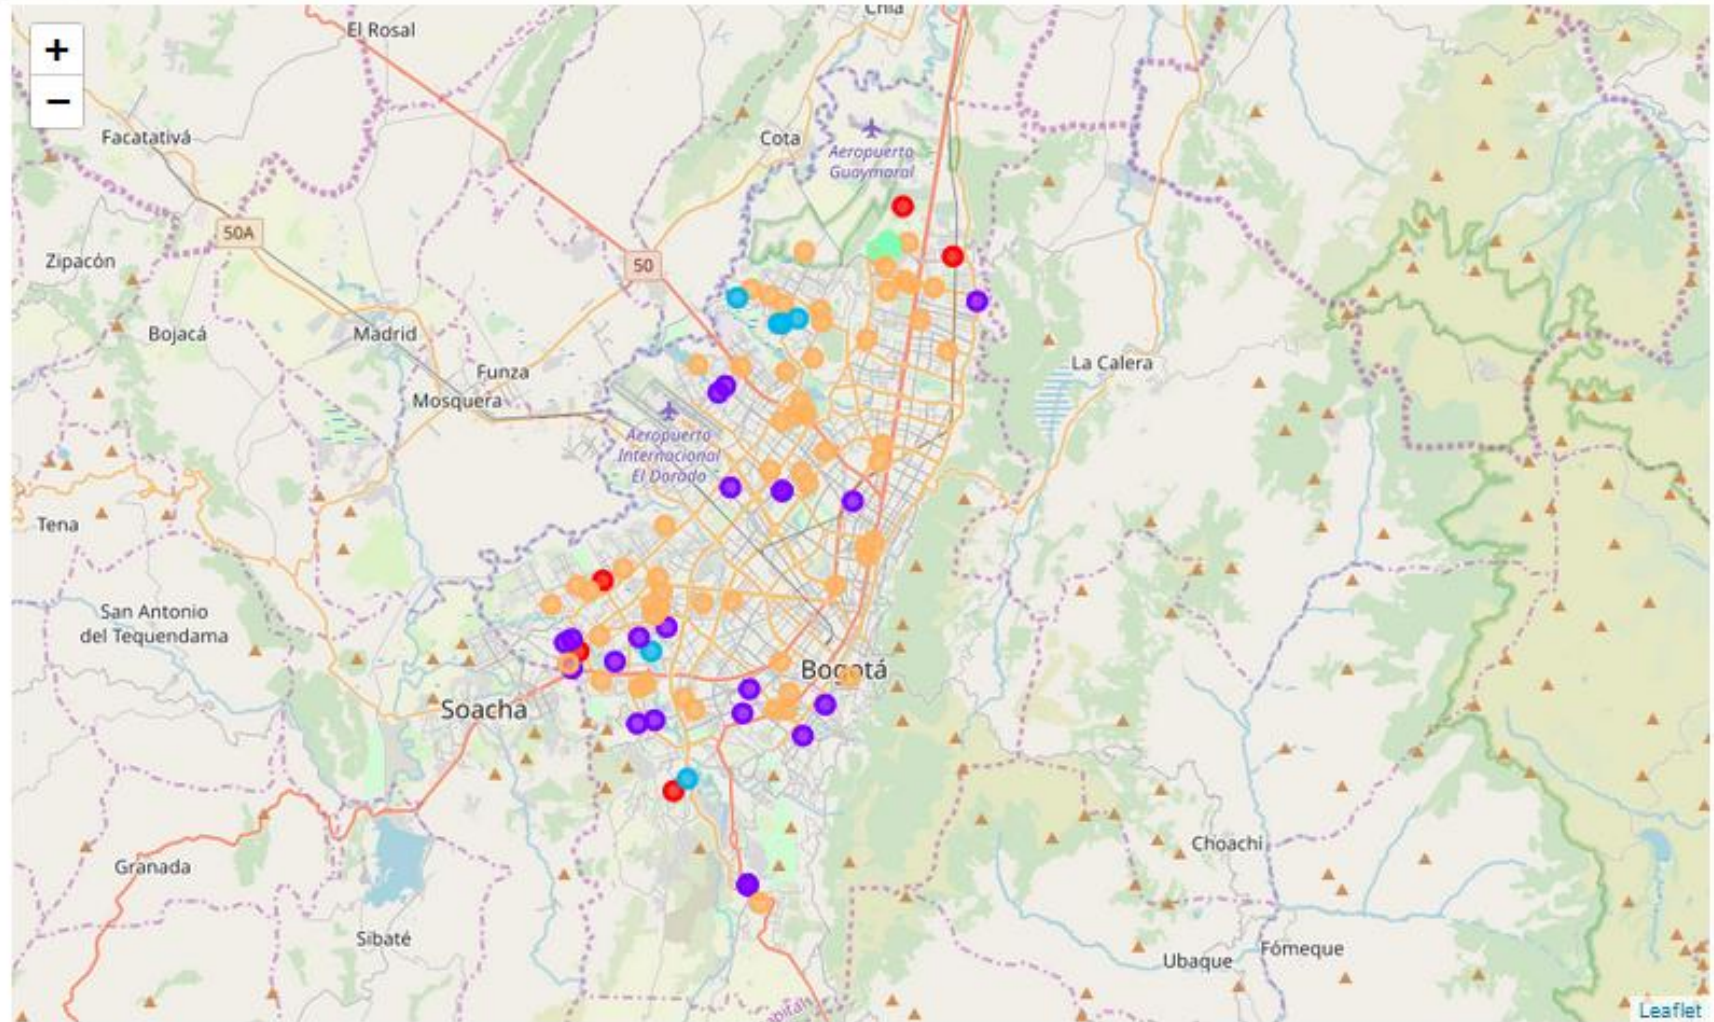 +
−
Chía
El Rosal
Facatativá
Cota
Aeropuerto
Guaymaral
50A
50
Zipacón
Bojacá
Madrid
Funza
Mosquera
La Calera
Aeropuerto
Internacional
El Dorado
Tena
San Antonio
del Tequendama
Bogotá
Soacha
Granada
Choachí
Sibaté
Ubaque
Fómeque
Leaflet